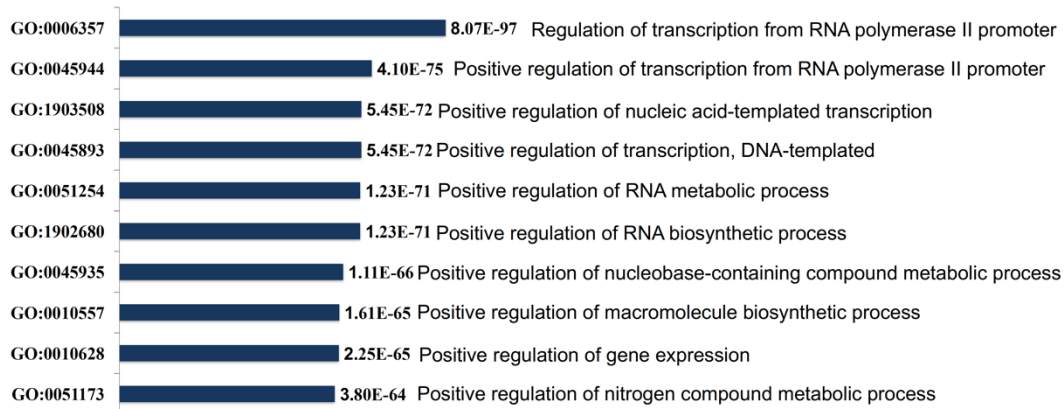 GO:0006357 8.07E-97 Regulation of transcription from RNA polymerase II promoter
GO:0045944 4.10E-75 Positive regulation of transcription from RNA polymerase II promoter
GO:1903508 5.45E-72 Positive regulation of nucleic acid-templated transcription
GO:0045893 5.45E-72 Positive regulation of transcription, DNA-templated
GO:0051254 1.23E-71 Positive regulation of RNA metabolic process
GO:1902680 1.23E-71 Positive regulation of RNA biosynthetic process
GO:0045935 1.11E-66 Positive regulation of nucleobase-containing compound metabolic process
GO:0010557 1.61E-65 Positive regulation of macromolecule biosynthetic process
GO:0010628 2.25E-65 Positive regulation of gene expression
GO:0051173 3.80E-64 Positive regulation of nitrogen compound metabolic process